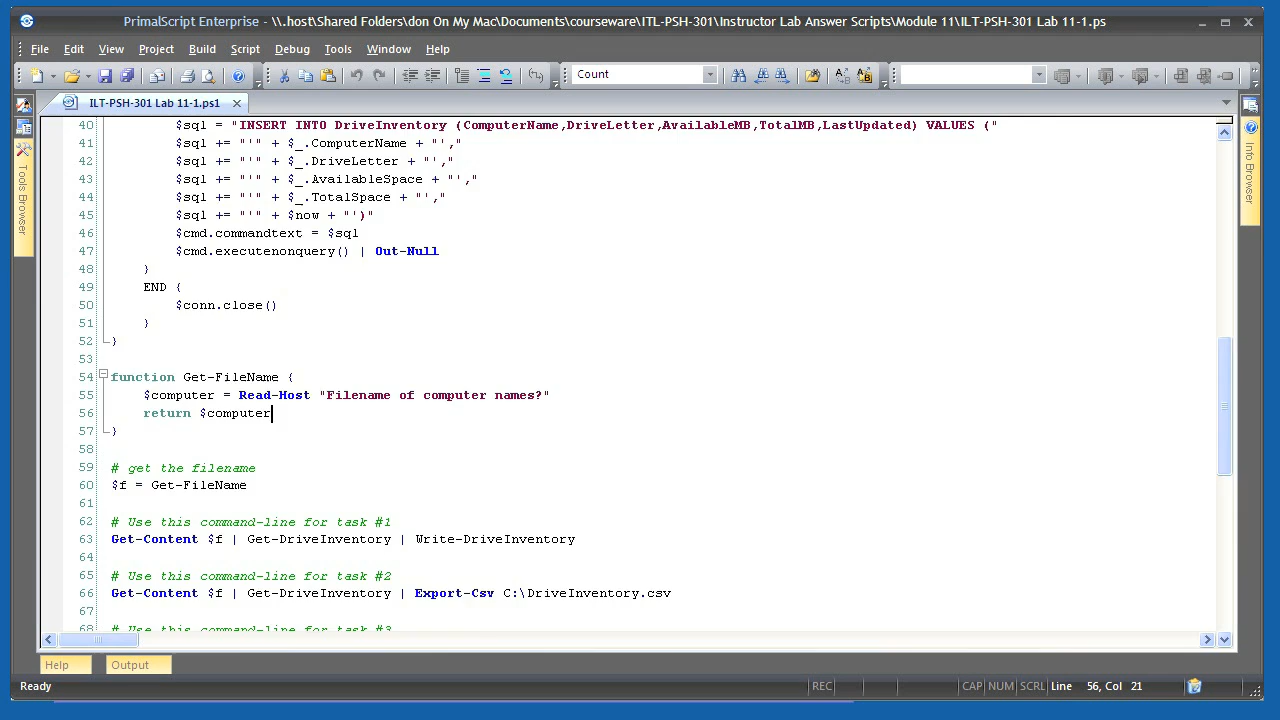 PrimalScript Enterprise - \\.host\Shared Folders\don On My Mac\Documents\courseware\ITL-PSH-301\Instructor Lab Answer Scripts\Module 11\ILT-PSH-301 Lab 11-1.ps
File Edit View Project Build Script Debug Tools Window Help
Count
ILT-PSH-301 Lab 11-1.ps1
Tools Browser
Info Browser
40 $sql = "INSERT INTO DriveInventory (ComputerName,DriveLetter,AvailableMB,TotalMB,LastUpdated) VALUES ("
41 $sql += "'" + $_.ComputerName + "',"
42 $sql += "'" + $_.DriveLetter + "',"
43 $sql += "'" + $_.AvailableSpace + "',"
44 $sql += "'" + $_.TotalSpace + "',"
45 $sql += "'" + $now + "')"
46 $cmd.commandtext = $sql
47 $cmd.executenonquery() | Out-Null
48 }
49 END {
50 $conn.close()
51 }
52 }
53
54 function Get-FileName {
55 $computer = Read-Host "Filename of computer names?"
56 return $computer
57 }
58
59 # get the filename
60 $f = Get-FileName
61
62 # Use this command-line for task #1
63 Get-Content $f | Get-DriveInventory | Write-DriveInventory
64
65 # Use this command-line for task #2
66 Get-Content $f | Get-DriveInventory | Export-Csv C:\DriveInventory.csv
67
68 # Use this command-line for task #3
Help Output
Ready REC CAP NUM SCRL Line 56, Col 21